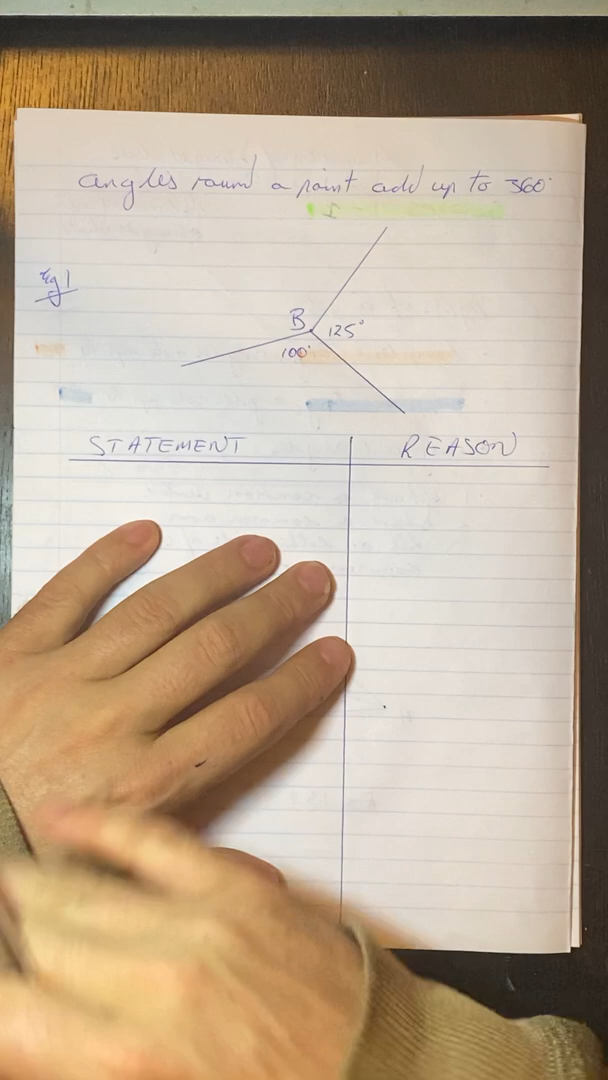 angles round a point add up to 360°
Eg 1
B 125°
100°
STATEMENT REASON